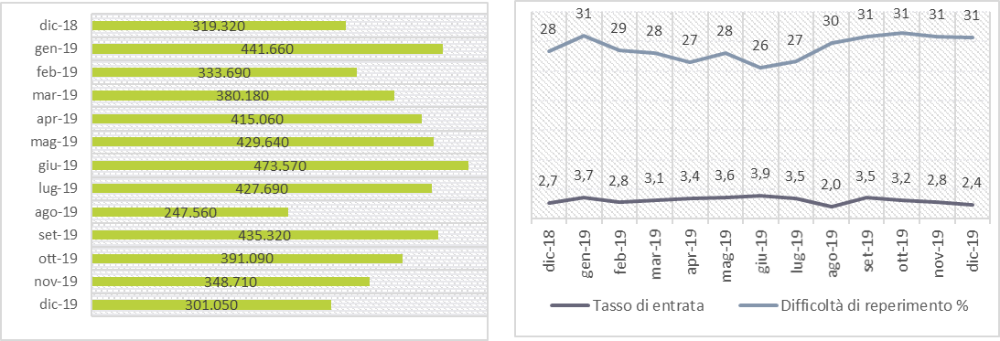 dic-18 319.320
gen-19 441.660
feb-19 333.690
mar-19 380.180
apr-19 415.060
mag-19 429.640
giu-19 473.570
lug-19 427.690
ago-19 247.560
set-19 435.320
ott-19 391.090
nov-19 348.710
dic-19 301.050
28 31 29 28 27 28 26 27 30 31 31 31 31
2,7 3,7 2,8 3,1 3,4 3,6 3,9 3,5 2,0 3,5 3,2 2,8 2,4
dic-18 gen-19 feb-19 mar-19 apr-19 mag-19 giu-19 lug-19 ago-19 set-19 ott-19 nov-19 dic-19
Tasso di entrata Difficoltà di reperimento %